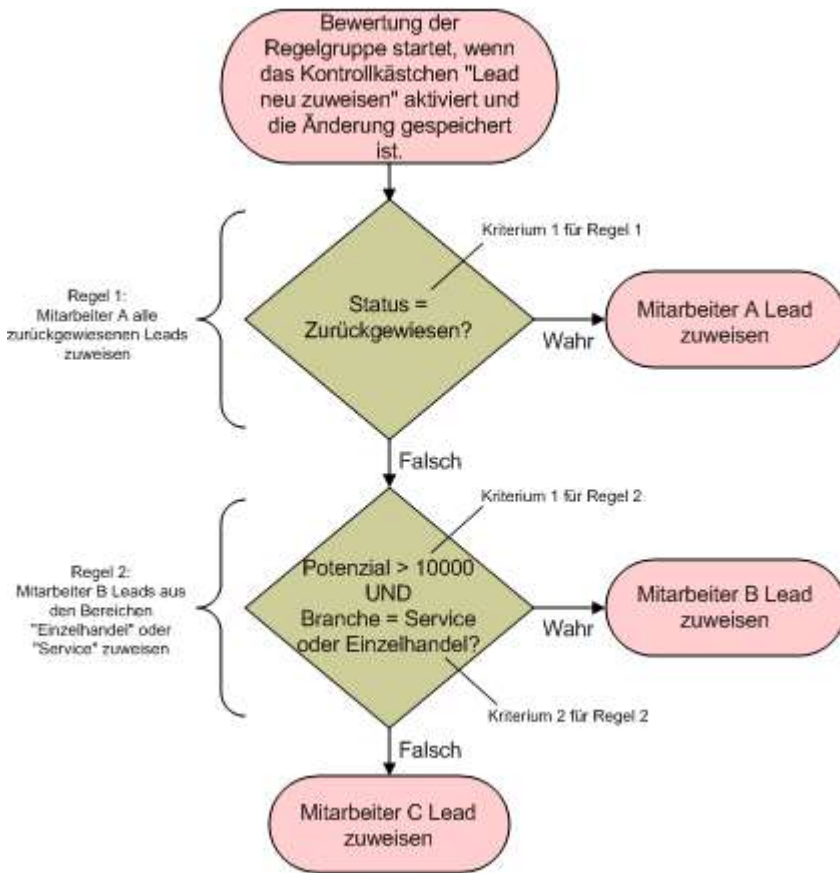 Bewertung der
Regelgruppe startet, wenn
das Kontrollkästchen "Lead
neu zuweisen" aktiviert und
die Änderung gespeichert
ist.
Kriterium 1 für Regel 1
Regel 1:
Mitarbeiter A alle
zurückgewiesenen Leads
zuweisen
Status =
Zurückgewiesen?
Wahr
Mitarbeiter A Lead
zuweisen
Falsch
Kriterium 1 für Regel 2
Regel 2:
Mitarbeiter B Leads aus
den Bereichen
"Einzelhandel" oder
"Service" zuweisen
Potenzial > 10000
UND
Branche = Service
oder Einzelhandel?
Wahr
Mitarbeiter B Lead
zuweisen
Kriterium 2 für Regel 2
Falsch
Mitarbeiter C Lead
zuweisen